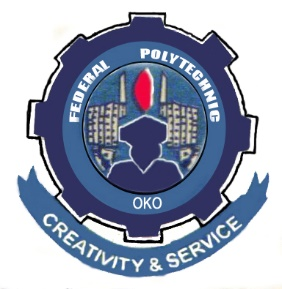 FEDERAL POLYTECHNIC
OKO
CREATIVITY & SERVICE